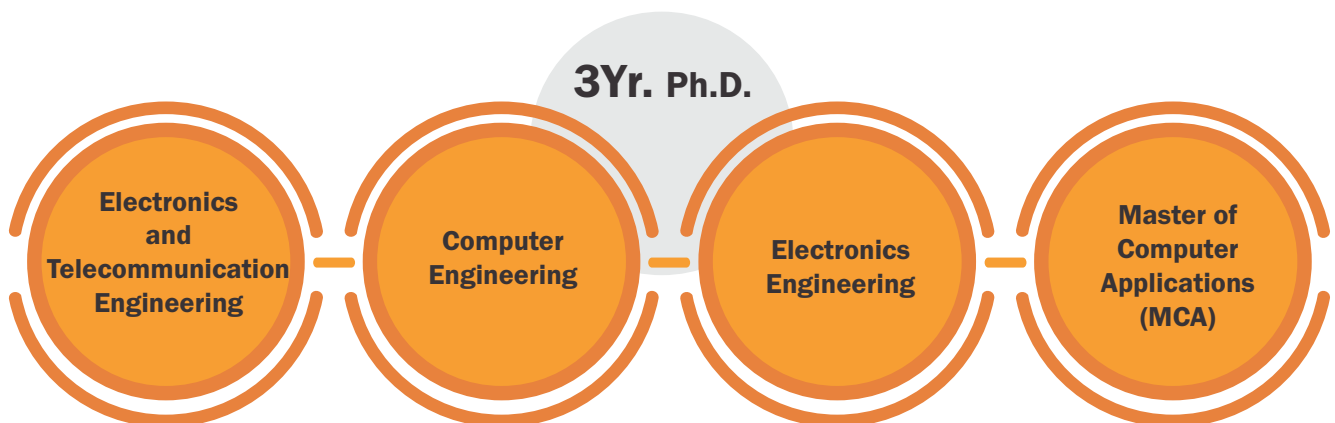 3Yr. Ph.D.
Electronics
and
Telecommunication
Engineering
Computer
Engineering
Electronics
Engineering
Master of
Computer
Applications
(MCA)